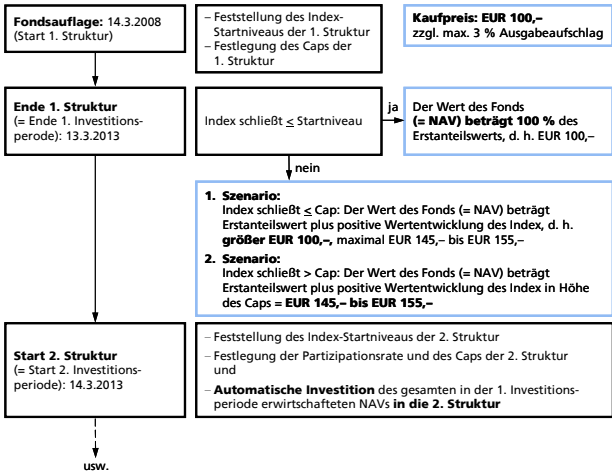 Fondsauflage: 14.3.2008
(Start 1. Struktur)
– Feststellung des Index-
Startniveaus der 1. Struktur
– Festlegung des Caps der
1. Struktur
Kaufpreis: EUR 100,–
zzgl. max. 3 % Ausgabeaufschlag
Ende 1. Struktur
(= Ende 1. Investitions-
perode): 13.3.2013
Index schließt ≤ Startniveau
ja
Der Wert des Fonds
(= NAV) beträgt 100 % des
Erstanteilswerts, d. h. EUR 100,–
nein
1. Szenario:
Index schließt ≤ Cap: Der Wert des Fonds (= NAV) beträgt
Erstanteilswert plus positive Wertentwicklung des Index, d. h.
größer EUR 100,–, maximal EUR 145,– bis EUR 155,–
2. Szenario:
Index schließt > Cap: Der Wert des Fonds (= NAV) beträgt
Erstanteilswert plus positive Wertentwicklung des Index in Höhe
des Caps = EUR 145,– bis EUR 155,–
Start 2. Struktur
(= Start 2. Investitions-
periode): 14.3.2013
– Feststellung des Index-Startniveaus der 2. Struktur
– Festlegung der Partizipationsrate und des Caps der 2. Struktur
und
– Automatische Investition des gesamten in der 1. Investitions-
periode erwirtschafteten NAVs in die 2. Struktur
usw.